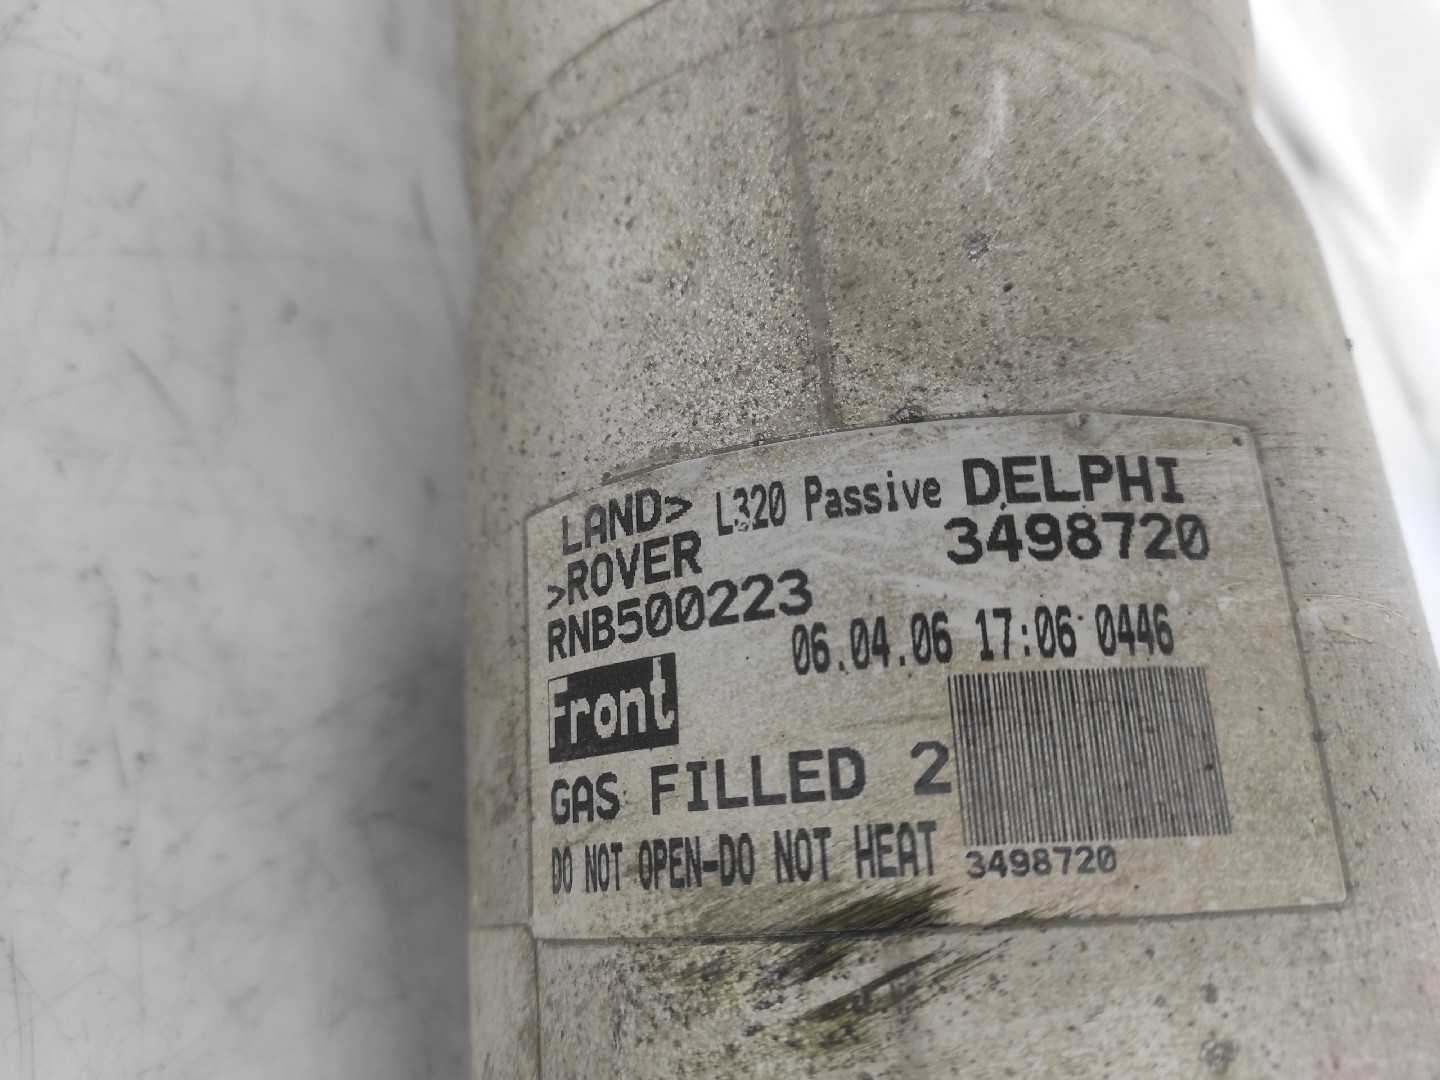 LAND> L320 Passive DELPHI
>ROVER 3498720
RNB500223
06.04.06 17:06 0446
Front
GAS FILLED 2
DO NOT OPEN-DO NOT HEAT 3498720